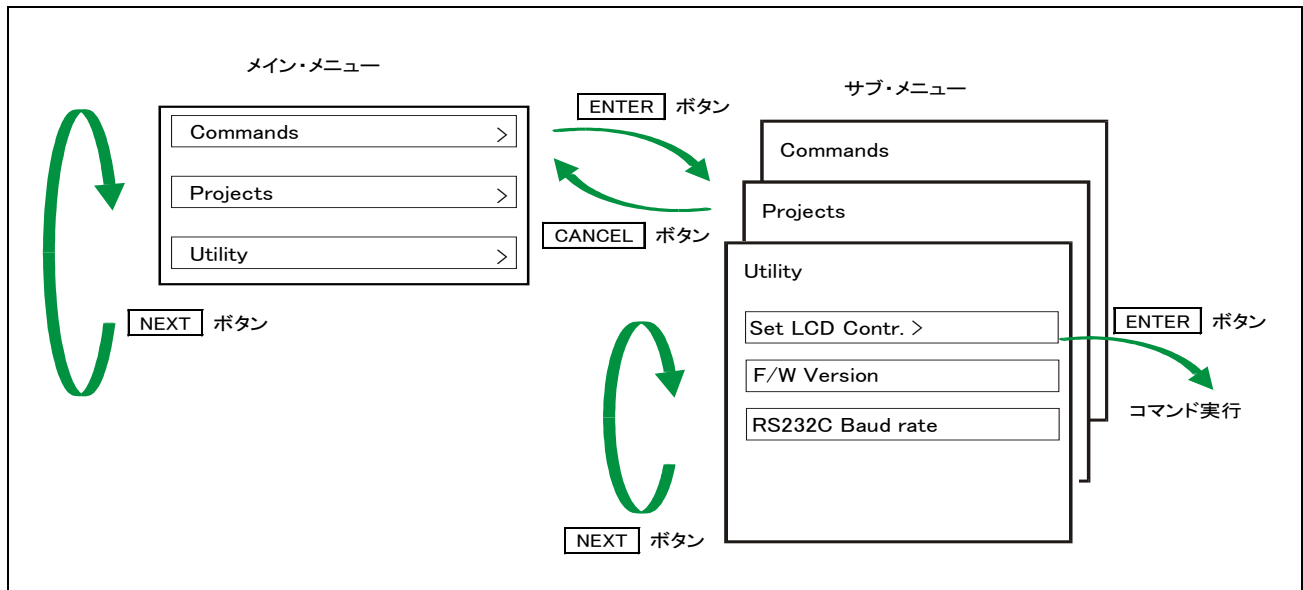 メイン・メニュー
Commands >
Projects >
Utility >
NEXT ボタン
ENTER ボタン
CANCEL ボタン
サブ・メニュー
Commands
Projects
Utility
Set LCD Contr. >
F/W Version
RS232C Baud rate
NEXT ボタン
ENTER ボタン
コマンド実行